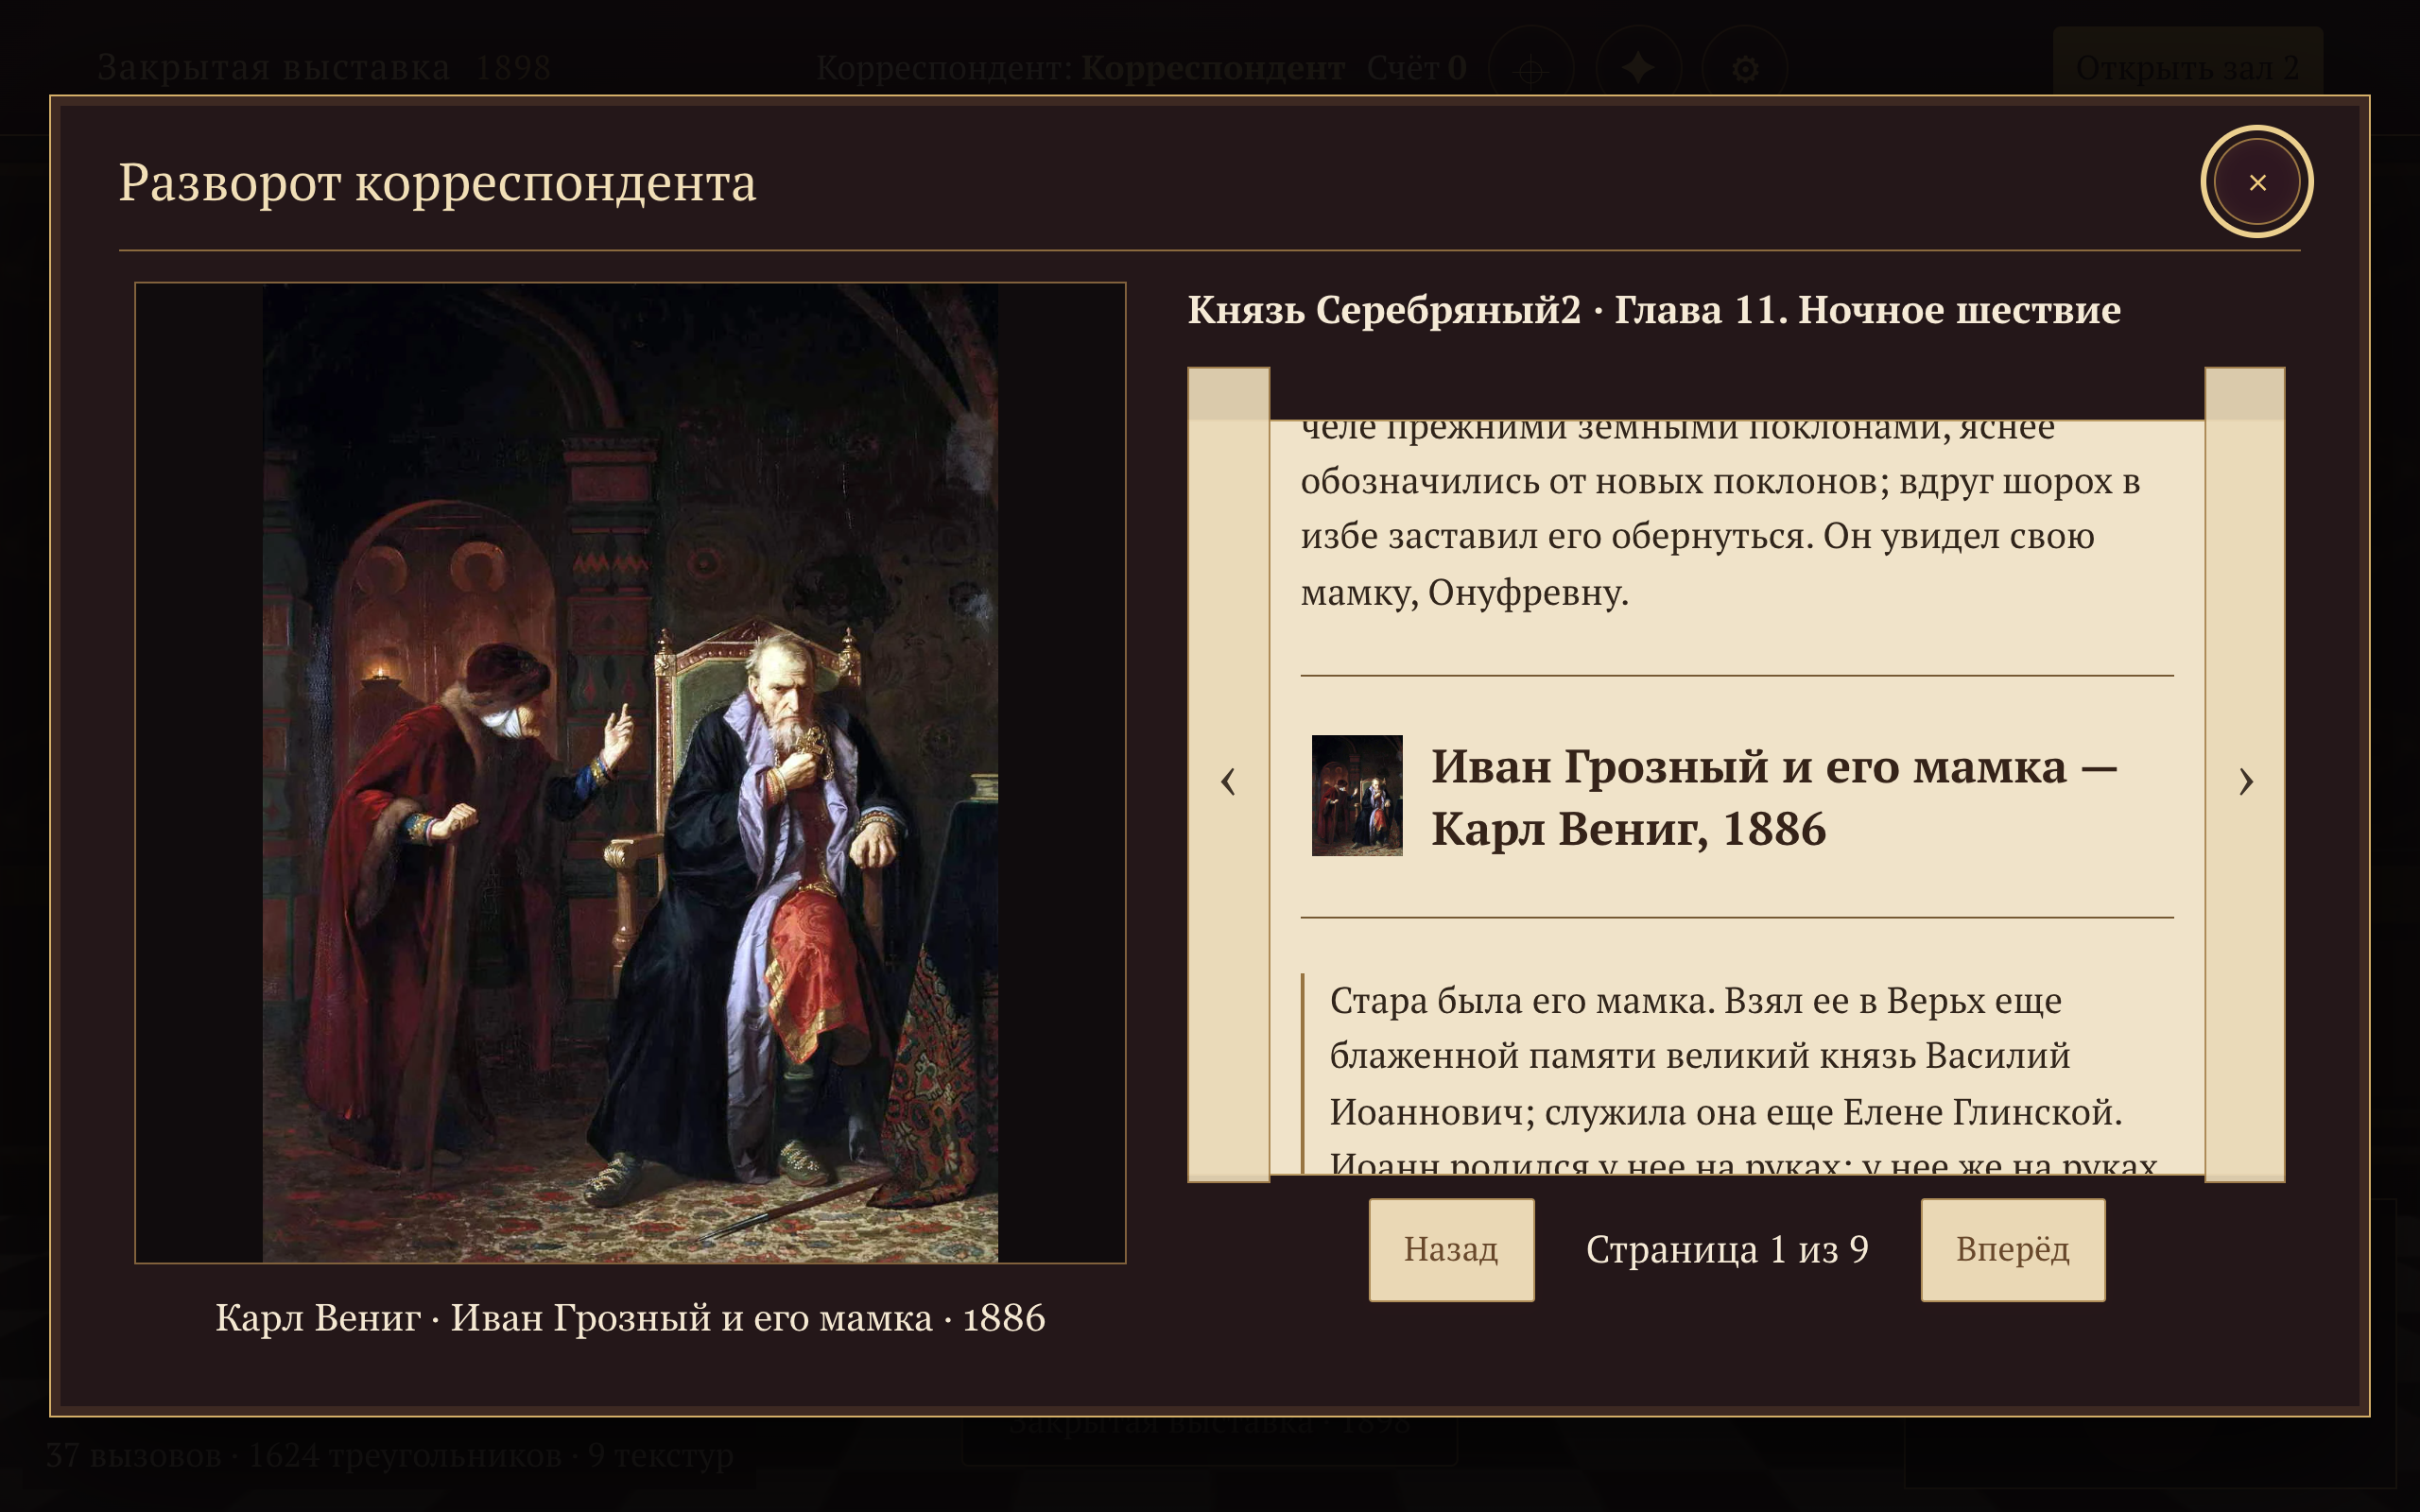 Закрытая выставка 1898
Корреспондент: Корреспондент Счёт 0
Открыть зал 2
Разворот корреспондента
×
Князь Серебряный2 · Глава 11. Ночное шествие
челе прежними земными поклонами, яснее
обозначились от новых поклонов; вдруг шорох в
избе заставил его обернуться. Он увидел свою
мамку, Онуфревну.
‹
›
Иван Грозный и его мамка —
Карл Вениг, 1886
Стара была его мамка. Взял ее в Верьх еще
блаженной памяти великий князь Василий
Иоаннович; служила она еще Елене Глинской.
Иоанн родился у нее на руках; у нее же на руках
Назад
Страница 1 из 9
Вперёд
Карл Вениг · Иван Грозный и его мамка · 1886
Закрытая выставка · 1898
37 вызовов · 1624 треугольников · 9 текстур